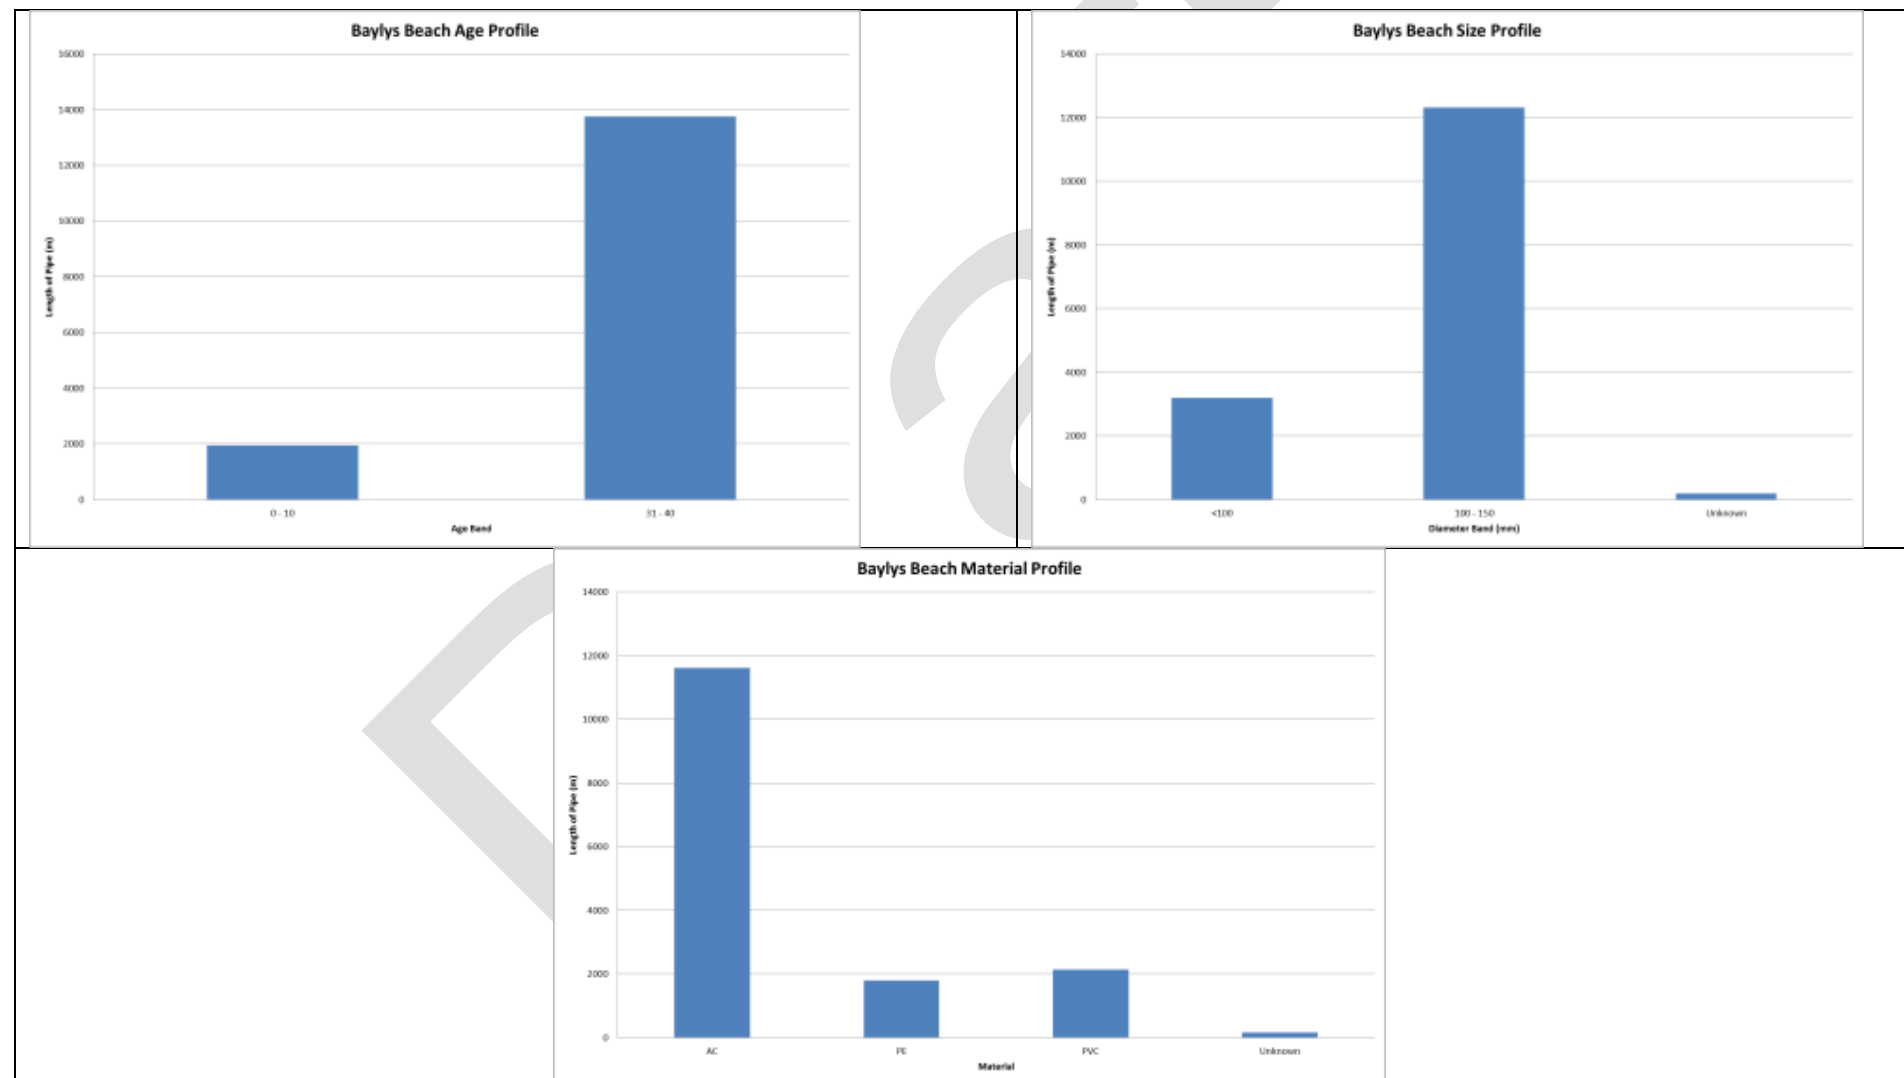 Baylys Beach Age Profile
16000
14000
12000
10000
8000
6000
4000
2000
0
Length of Pipe (m)
0 - 10
31 - 40
Age Band
Baylys Beach Size Profile
14000
12000
10000
8000
6000
4000
2000
0
Length of Pipe (m)
<100
100 - 150
Unknown
Diameter Band (mm)
Baylys Beach Material Profile
14000
12000
10000
8000
6000
4000
2000
0
Length of Pipe (m)
AC
PE
PVC
Unknown
Material